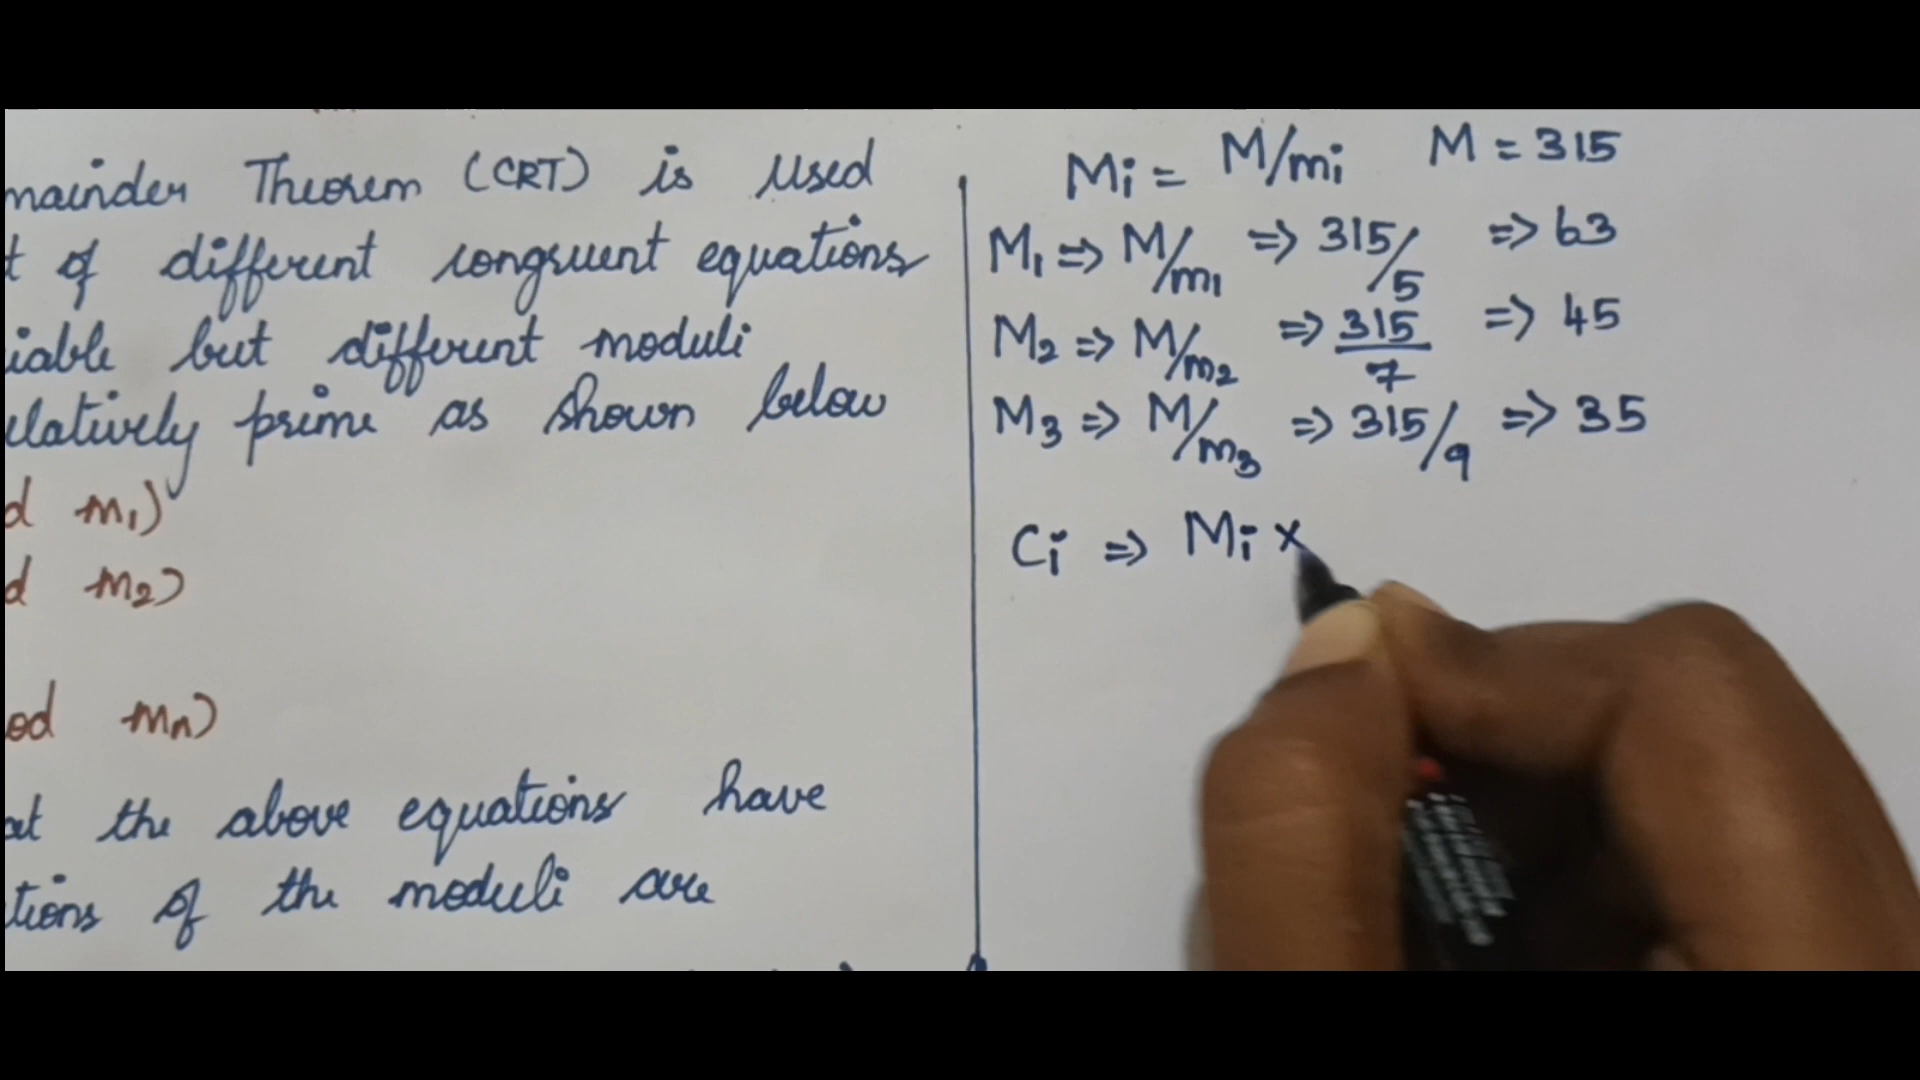 mainder Theorem (CRT) is used
t of different congruent equations
iable but different moduli
elatively prime as shown below
d m₁)
d m₂)
od mₙ)
at the above equations have
tions of the moduli are
Mᵢ = M/mᵢ M = 315
M₁ => M/m₁ => 315/5 => 63
M₂ => M/m₂ => 315/7 => 45
M₃ => M/m₃ => 315/9 => 35
Cᵢ => Mᵢ ×